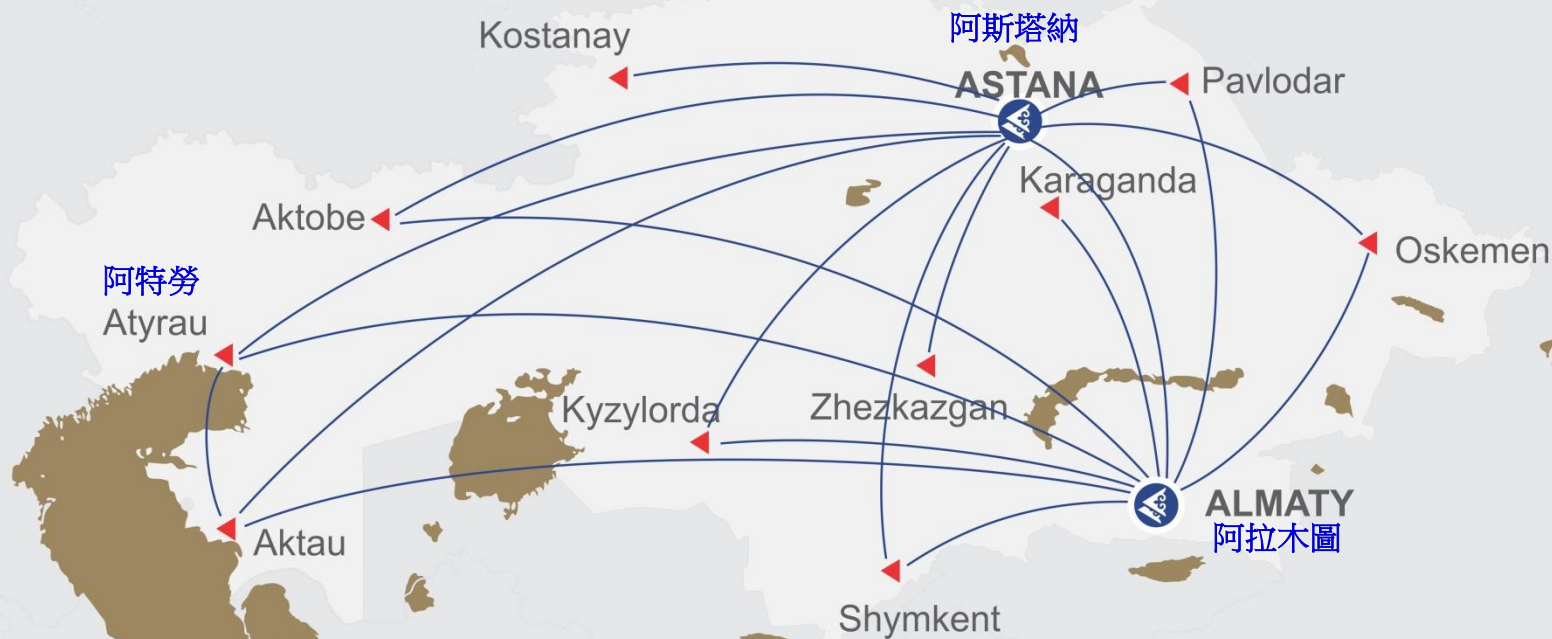 阿斯塔納
Kostanay
ASTANA
Pavlodar
Karaganda
Aktobe
Oskemen
阿特勞
Atyrau
Kyzylorda
Zhezkazgan
ALMATY
阿拉木圖
Aktau
Shymkent